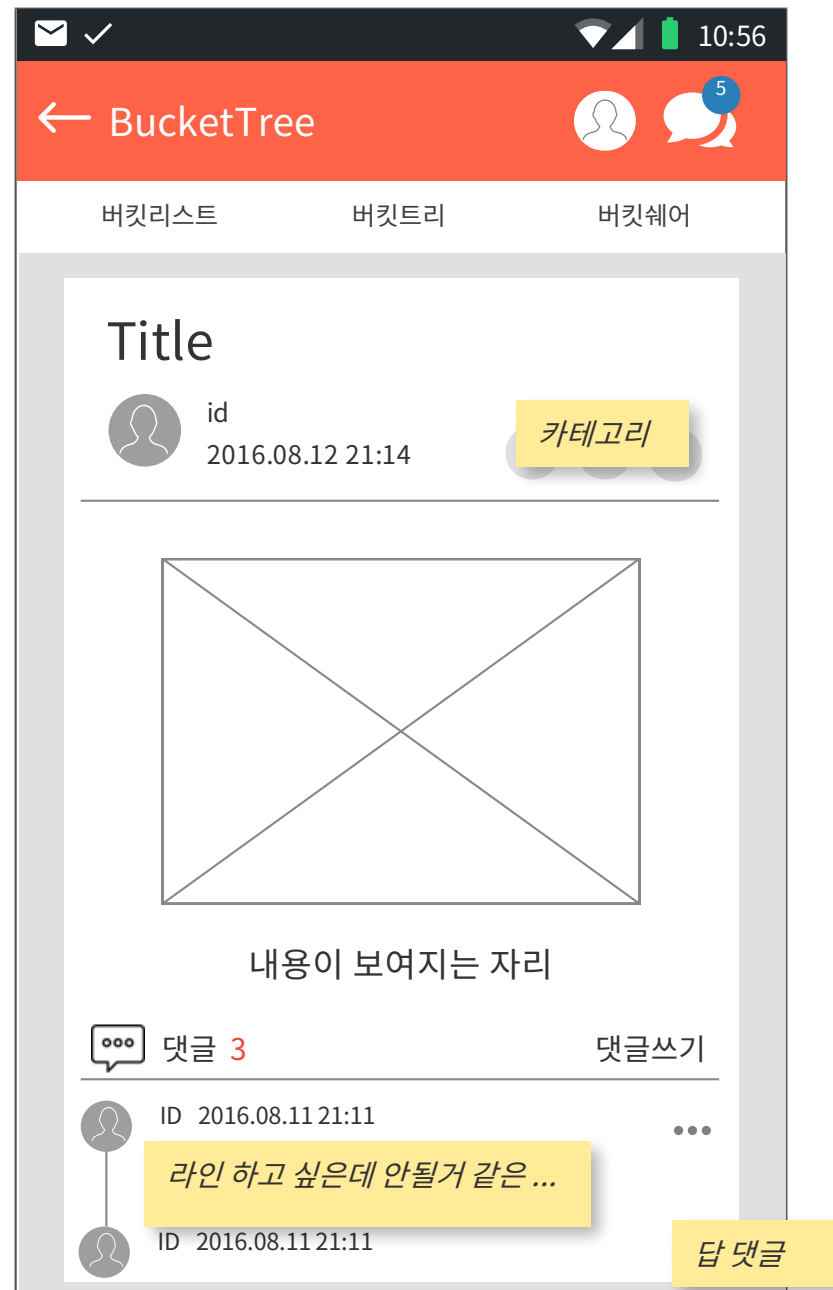 10:56
BucketTree
5
버킷리스트 버킷트리 버킷쉐어
Title
id
2016.08.12 21:14
카테고리
내용이 보여지는 자리
댓글 3 댓글쓰기
ID 2016.08.11 21:11
라인 하고 싶은데 안될거 같은 ...
ID 2016.08.11 21:11
답 댓글